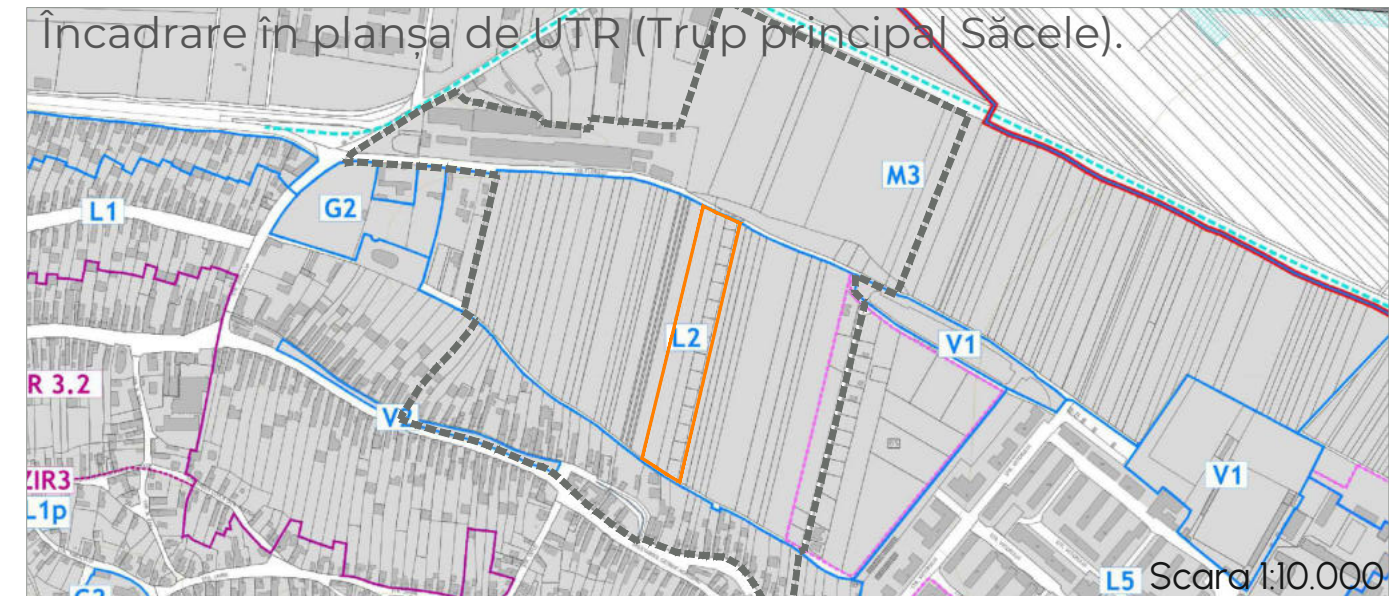 Încadrare în planșa de UTR (Trup principal Săcele).
M3
L1
G2
L2
V1
R 3.2
V2
V1
ZIR3
L1p
G2
L5
Scara 1:10.000